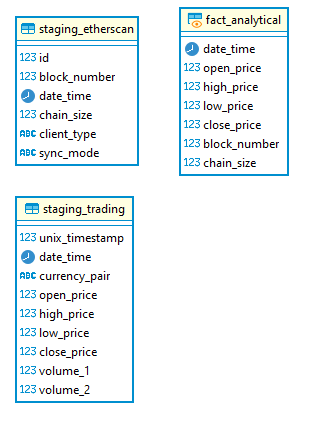 staging_etherscan
123 id
123 block_number
date_time
123 chain_size
ABC client_type
ABC sync_mode
fact_analytical
date_time
123 open_price
123 high_price
123 low_price
123 close_price
123 block_number
123 chain_size
staging_trading
123 unix_timestamp
date_time
ABC currency_pair
123 open_price
123 high_price
123 low_price
123 close_price
123 volume_1
123 volume_2